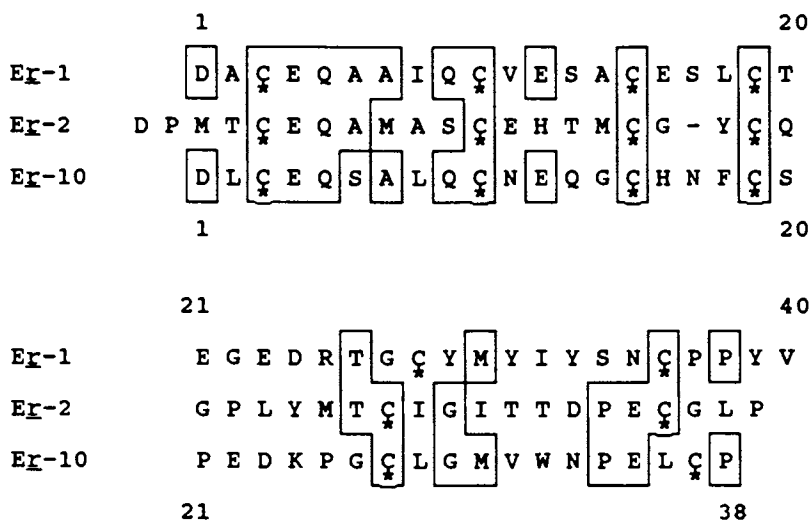 1 20
Er-1 D A C* E Q A A I Q C* V E S A C* E S L C* T
Er-2 D P M T C* E Q A M A S C* E H T M C* G - Y C* Q
Er-10 D L C* E Q S A L Q C* N E Q G C* H N F C* S
1 20
21 40
Er-1 E G E D R T G C* Y M Y I Y S N C* P P Y V
Er-2 G P L Y M T C* I G I T T D P E C* G L P
Er-10 P E D K P G C* L G M V W N P E L C* P
21 38